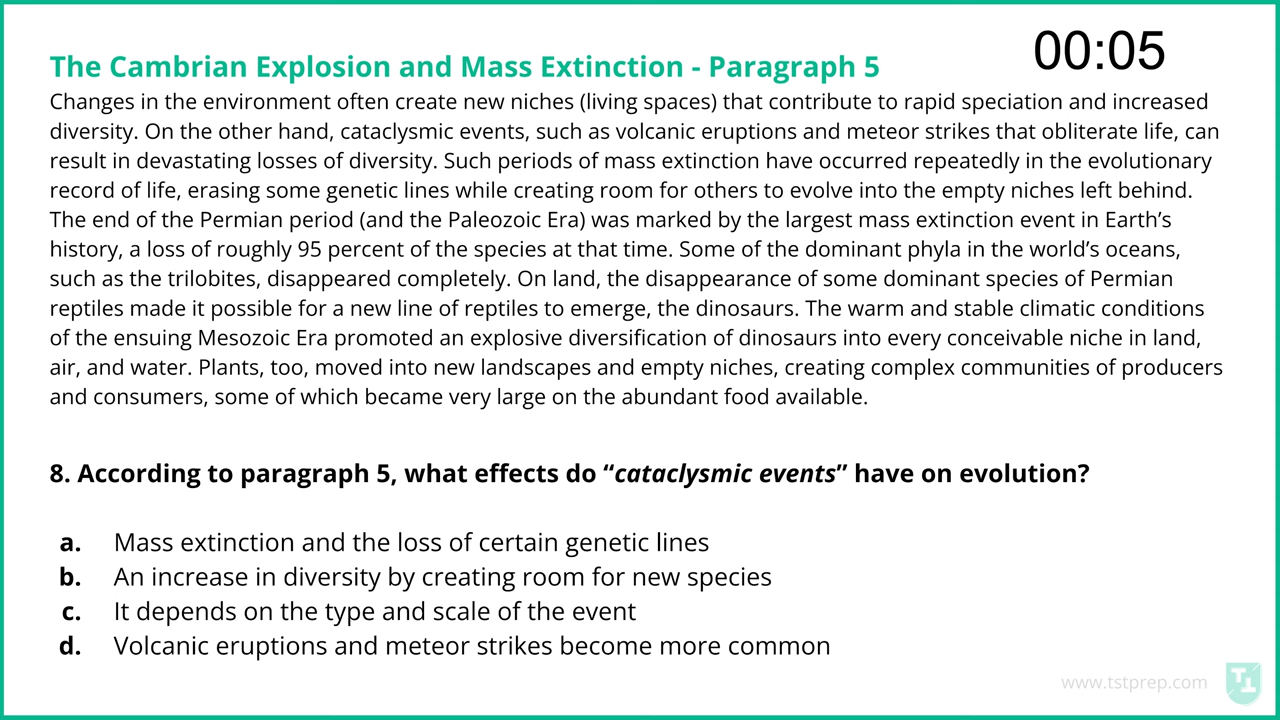 The Cambrian Explosion and Mass Extinction - Paragraph 5
00:05
Changes in the environment often create new niches (living spaces) that contribute to rapid speciation and increased
diversity. On the other hand, cataclysmic events, such as volcanic eruptions and meteor strikes that obliterate life, can
result in devastating losses of diversity. Such periods of mass extinction have occurred repeatedly in the evolutionary
record of life, erasing some genetic lines while creating room for others to evolve into the empty niches left behind.
The end of the Permian period (and the Paleozoic Era) was marked by the largest mass extinction event in Earth’s
history, a loss of roughly 95 percent of the species at that time. Some of the dominant phyla in the world’s oceans,
such as the trilobites, disappeared completely. On land, the disappearance of some dominant species of Permian
reptiles made it possible for a new line of reptiles to emerge, the dinosaurs. The warm and stable climatic conditions
of the ensuing Mesozoic Era promoted an explosive diversification of dinosaurs into every conceivable niche in land,
air, and water. Plants, too, moved into new landscapes and empty niches, creating complex communities of producers
and consumers, some of which became very large on the abundant food available.
8. According to paragraph 5, what effects do “cataclysmic events” have on evolution?
a. Mass extinction and the loss of certain genetic lines
b. An increase in diversity by creating room for new species
c. It depends on the type and scale of the event
d. Volcanic eruptions and meteor strikes become more common
www.tstprep.com